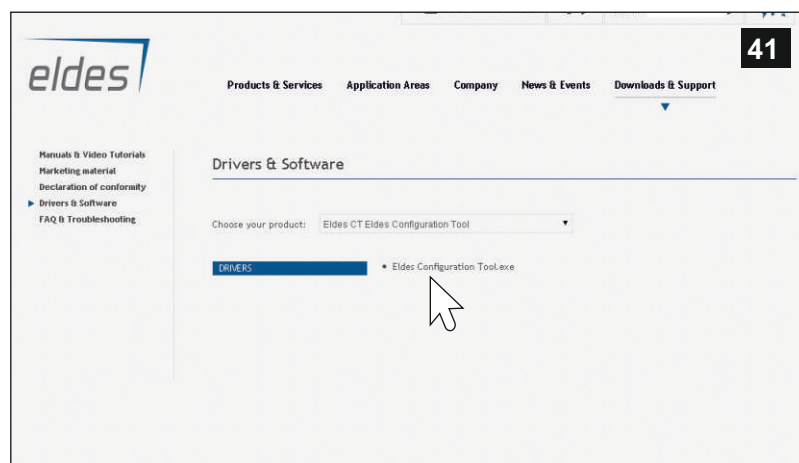 41
eldes
Products & Services Application Areas Company News & Events Downloads & Support
Manuals & Video Tutorials
Marketing material
Declaration of conformity
Drivers & Software
FAQ & Troubleshooting
Drivers & Software
Choose your product: Eldes CT Eldes Configuration Tool
DRIVERS • Eldes Configuration Tool.exe